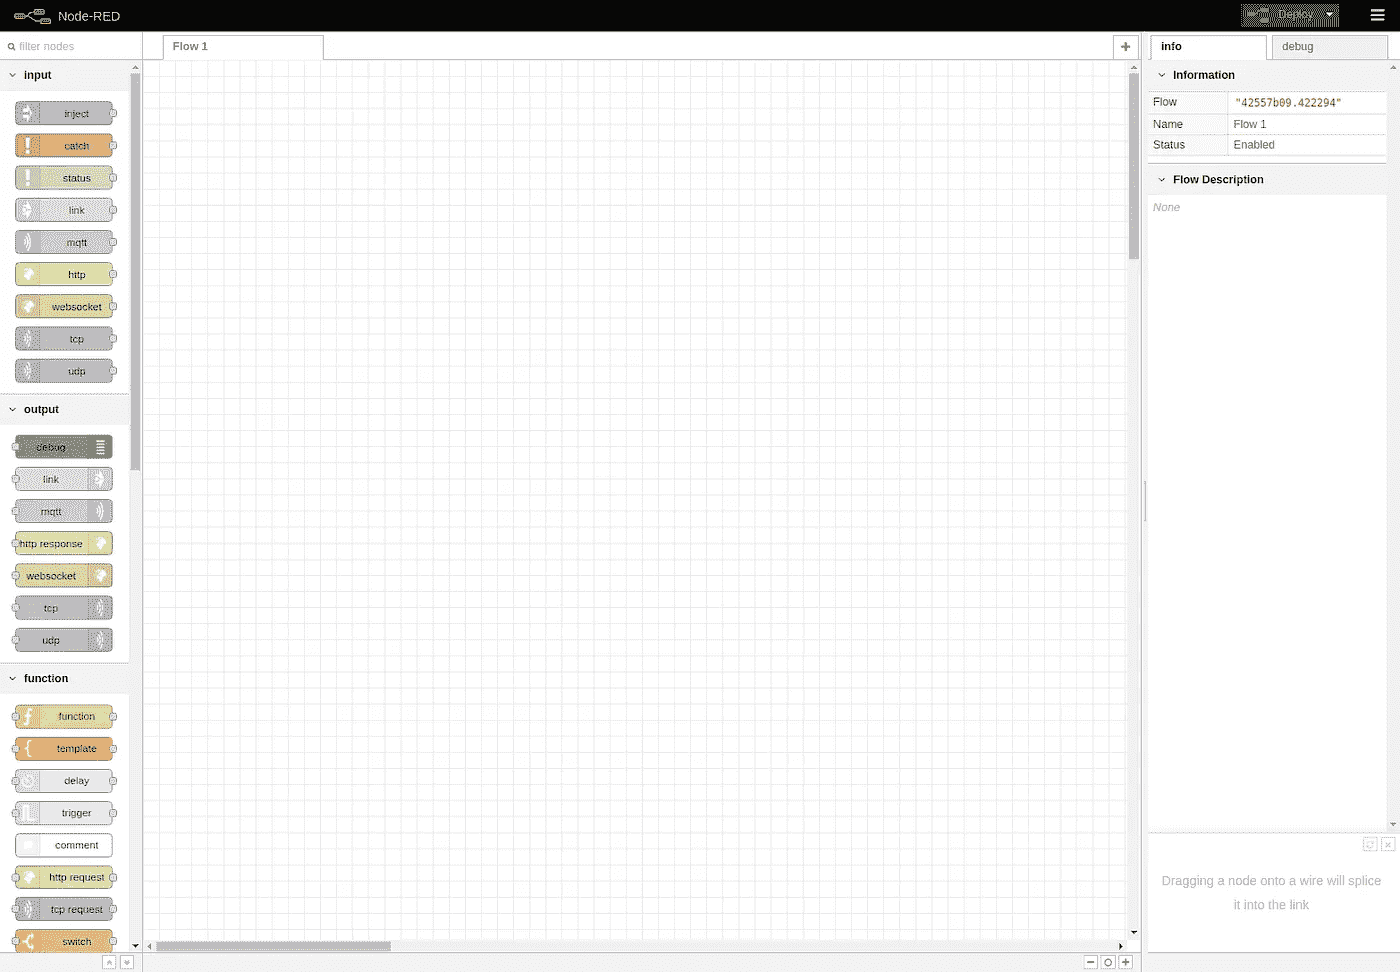 Node-RED
Deploy
filter nodes
Flow 1
info
debug
input
inject
catch
status
link
mqtt
http
websocket
tcp
udp
output
debug
link
mqtt
http response
websocket
tcp
udp
function
function
template
delay
trigger
comment
http request
tcp request
switch
Information
Flow "42557b09.422294"
Name Flow 1
Status Enabled
Flow Description
None
Dragging a node onto a wire will splice
it into the link